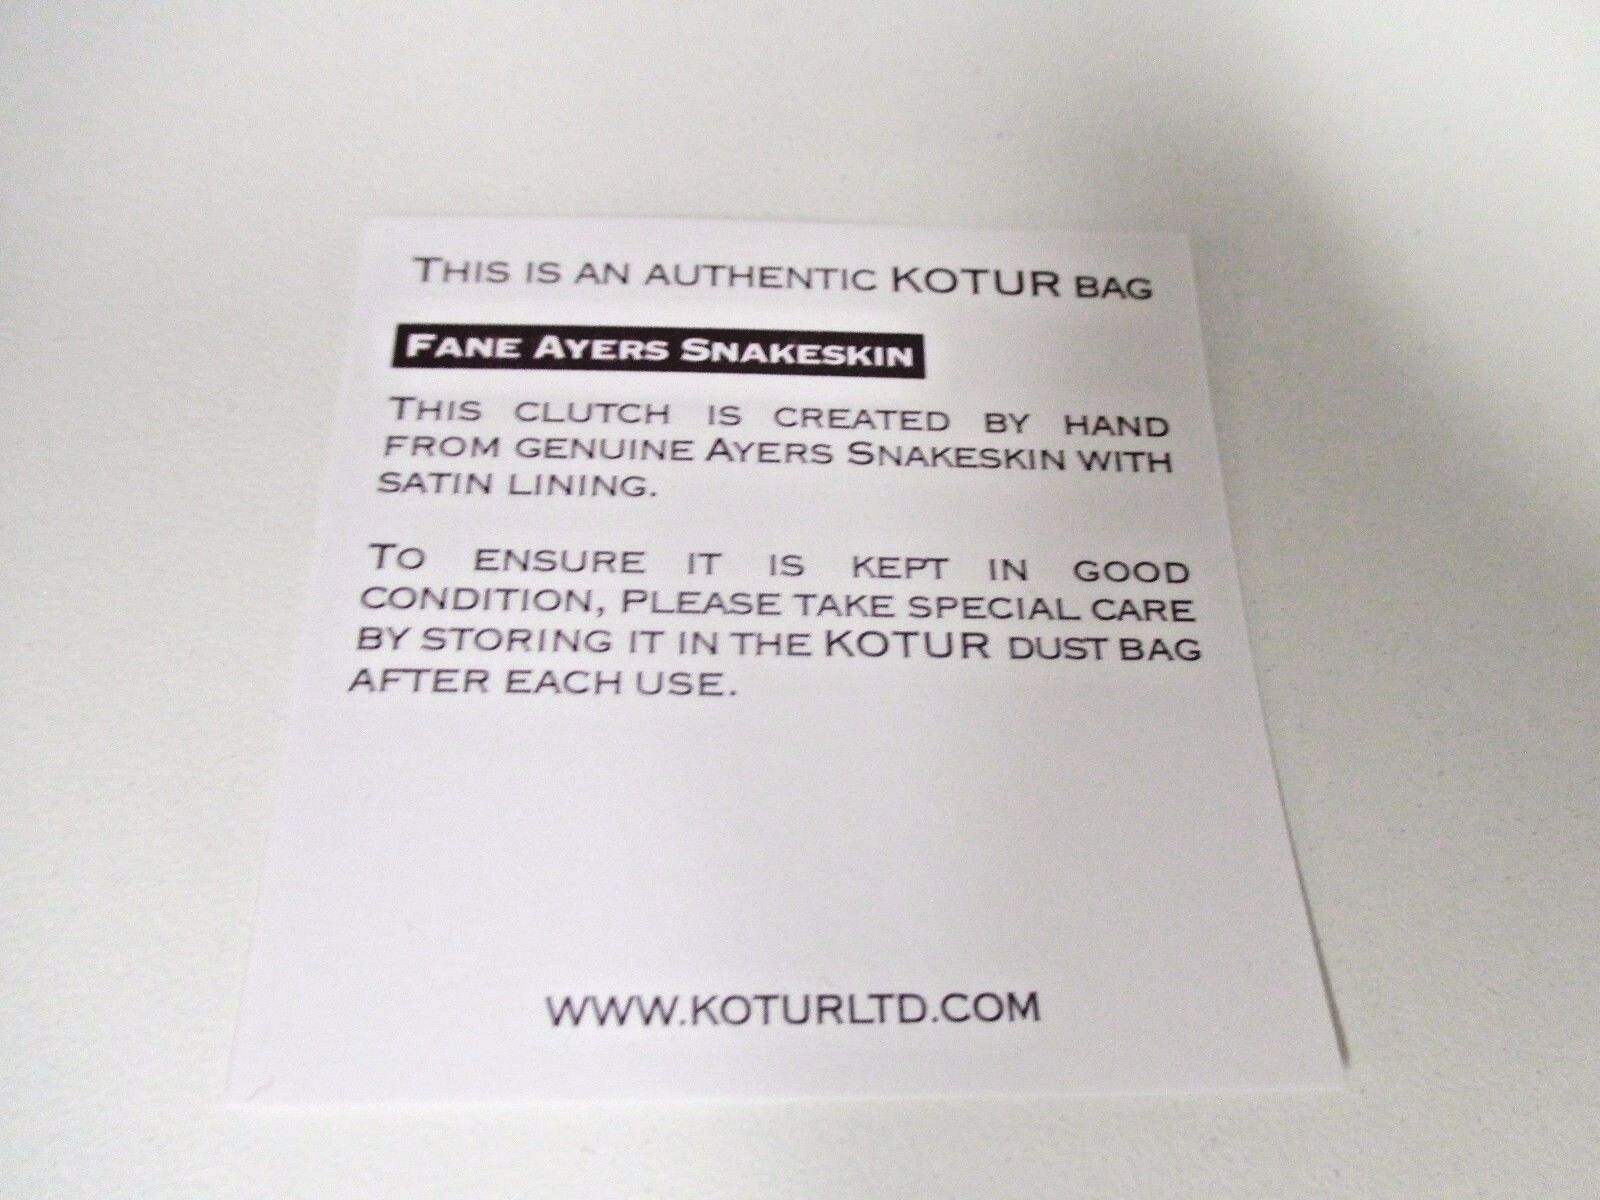 THIS IS AN AUTHENTIC KOTUR BAG
FANE AYERS SNAKESKIN
THIS CLUTCH IS CREATED BY HAND
FROM GENUINE AYERS SNAKESKIN WITH
SATIN LINING.
TO ENSURE IT IS KEPT IN GOOD
CONDITION, PLEASE TAKE SPECIAL CARE
BY STORING IT IN THE KOTUR DUST BAG
AFTER EACH USE.
WWW.KOTURLTD.COM